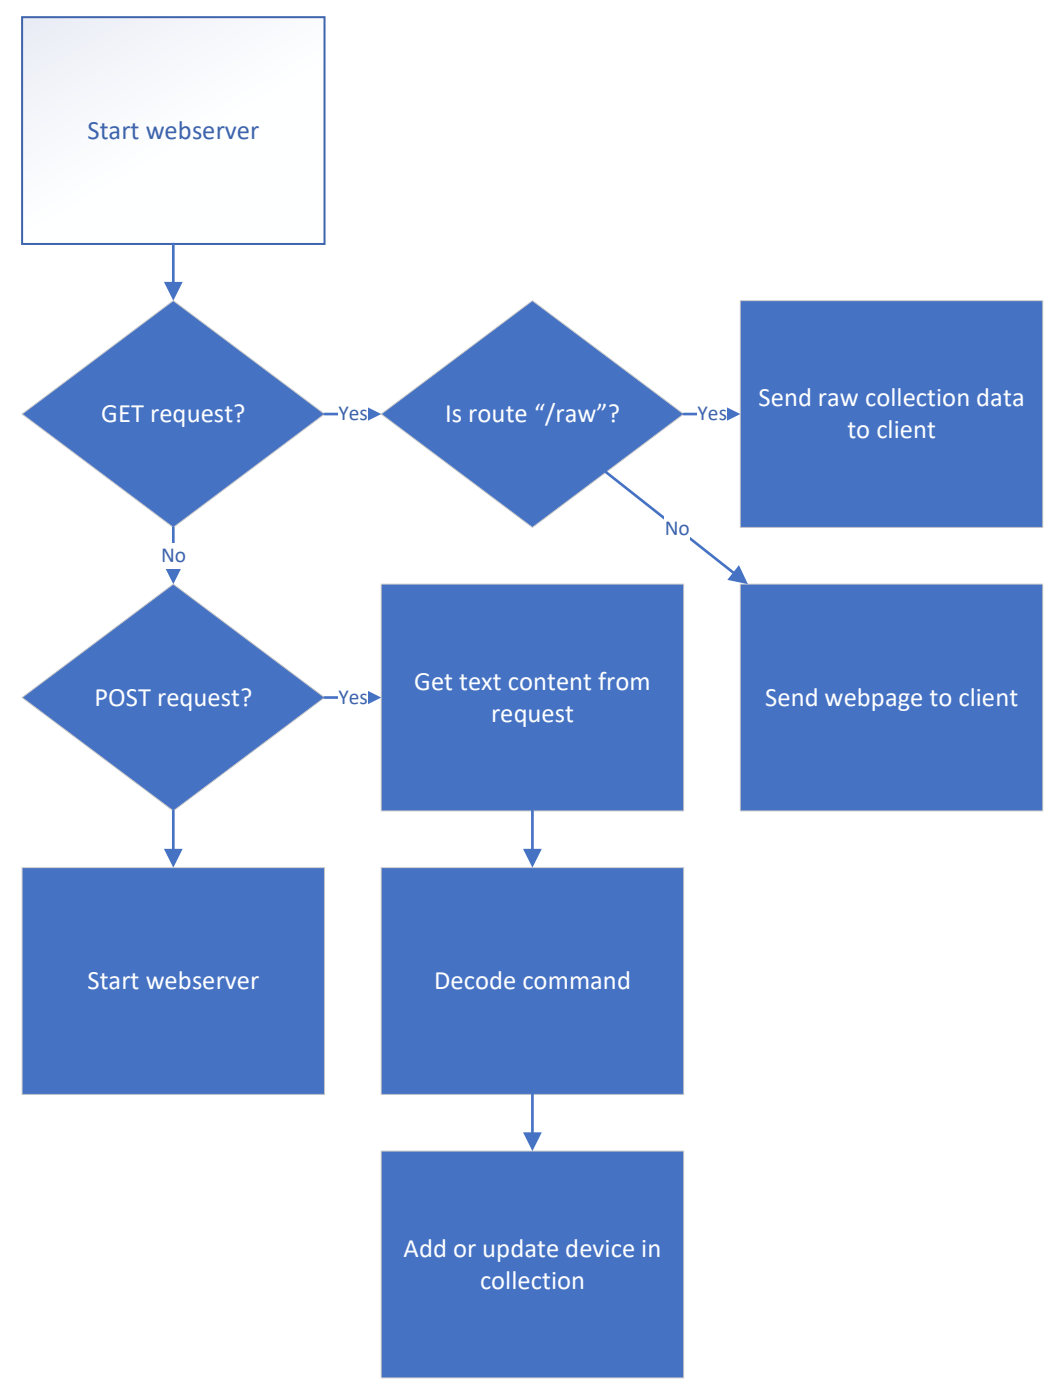 Start webserver
GET request?
Yes
Is route “/raw”?
Yes
Send raw collection data
to client
No
No
POST request?
Yes
Get text content from
request
Send webpage to client
Start webserver
Decode command
Add or update device in
collection